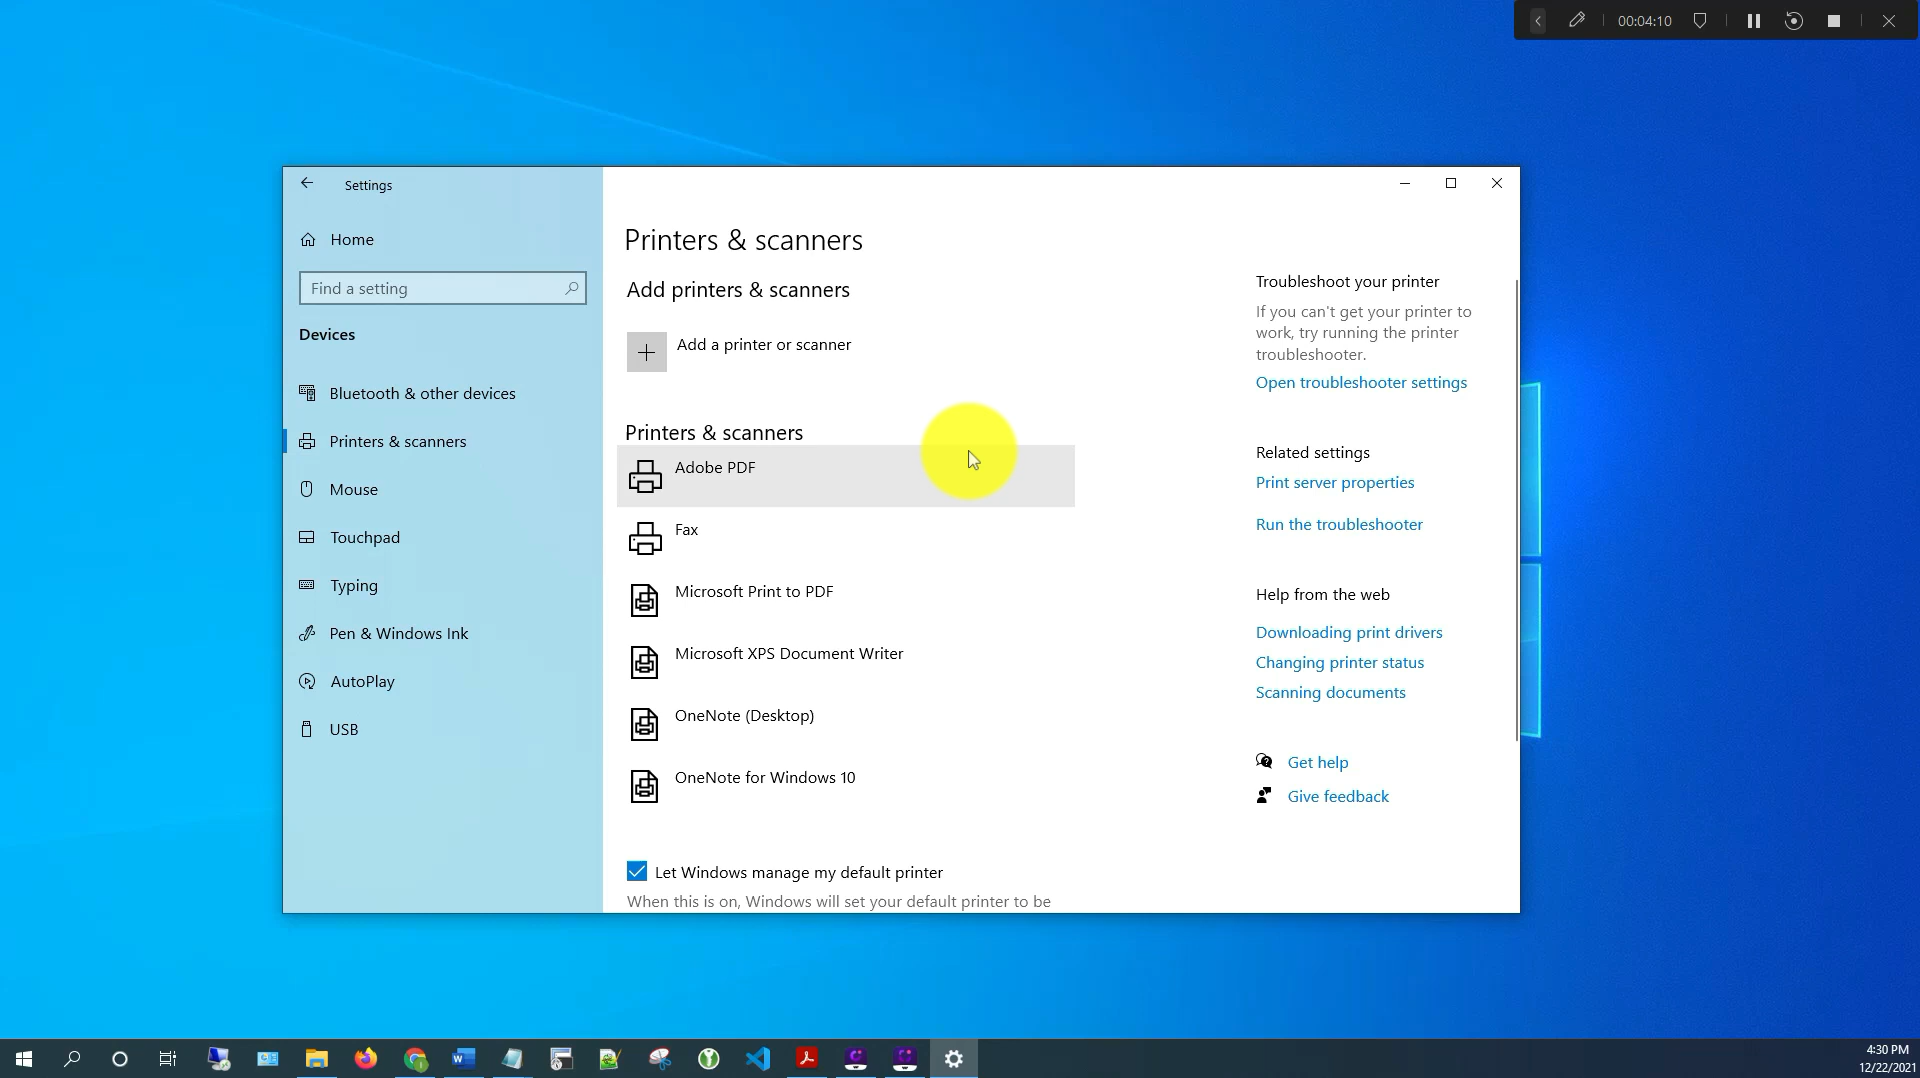 00:04:10
Settings
Home
Find a setting
Devices
Bluetooth & other devices
Printers & scanners
Mouse
Touchpad
Typing
Pen & Windows Ink
AutoPlay
USB
Printers & scanners
Add printers & scanners
Add a printer or scanner
Printers & scanners
Adobe PDF
Fax
Microsoft Print to PDF
Microsoft XPS Document Writer
OneNote (Desktop)
OneNote for Windows 10
Let Windows manage my default printer
When this is on, Windows will set your default printer to be
Troubleshoot your printer
If you can't get your printer to
work, try running the printer
troubleshooter.
Open troubleshooter settings
Related settings
Print server properties
Run the troubleshooter
Help from the web
Downloading print drivers
Changing printer status
Scanning documents
Get help
Give feedback
4:30 PM
12/22/2021